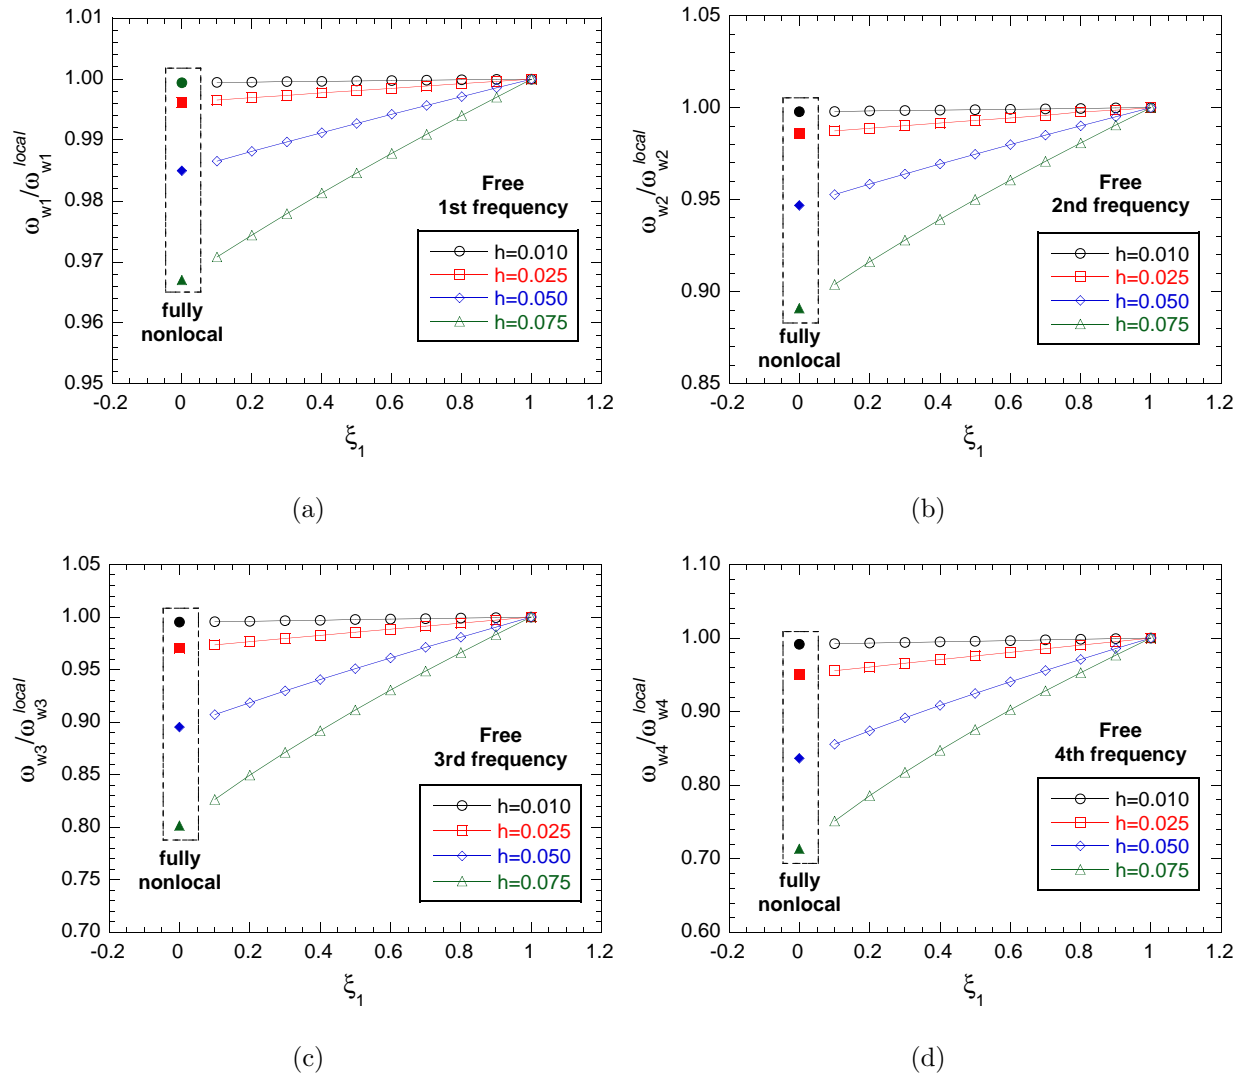 1.01
1.00
0.99
0.98
0.97
0.96
0.95
-0.2 0 0.2 0.4 0.6 0.8 1 1.2
ω_w1/ω_w1^local
ξ_1
Free
1st frequency
h=0.010
h=0.025
h=0.050
h=0.075
fully
nonlocal
(a)
1.05
1.00
0.95
0.90
0.85
-0.2 0 0.2 0.4 0.6 0.8 1 1.2
ω_w2/ω_w2^local
ξ_1
Free
2nd frequency
h=0.010
h=0.025
h=0.050
h=0.075
fully
nonlocal
(b)
1.05
1.00
0.95
0.90
0.85
0.80
0.75
0.70
-0.2 0 0.2 0.4 0.6 0.8 1 1.2
ω_w3/ω_w3^local
ξ_1
Free
3rd frequency
h=0.010
h=0.025
h=0.050
h=0.075
fully
nonlocal
(c)
1.10
1.00
0.90
0.80
0.70
0.60
-0.2 0 0.2 0.4 0.6 0.8 1 1.2
ω_w4/ω_w4^local
ξ_1
Free
4th frequency
h=0.010
h=0.025
h=0.050
h=0.075
fully
nonlocal
(d)